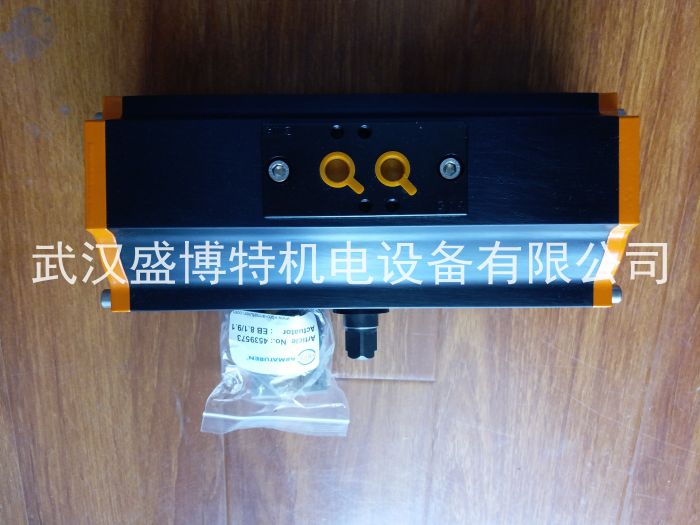 武汉盛博特机电设备有限公司
ARMATUREN
Article No.: 4539573
Actuator : EB 8.1/9.1